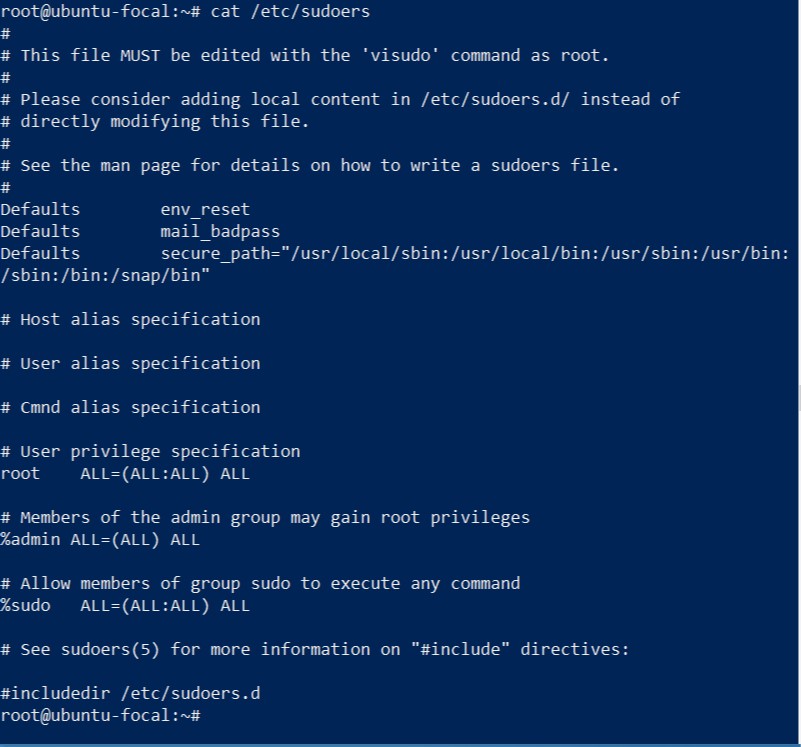 root@ubuntu-focal:~# cat /etc/sudoers
#
# This file MUST be edited with the 'visudo' command as root.
#
# Please consider adding local content in /etc/sudoers.d/ instead of
# directly modifying this file.
#
# See the man page for details on how to write a sudoers file.
#
Defaults        env_reset
Defaults        mail_badpass
Defaults        secure_path="/usr/local/sbin:/usr/local/bin:/usr/sbin:/usr/bin:
/sbin:/bin:/snap/bin"

# Host alias specification

# User alias specification

# Cmnd alias specification

# User privilege specification
root    ALL=(ALL:ALL) ALL

# Members of the admin group may gain root privileges
%admin ALL=(ALL) ALL

# Allow members of group sudo to execute any command
%sudo   ALL=(ALL:ALL) ALL

# See sudoers(5) for more information on "#include" directives:

#includedir /etc/sudoers.d
root@ubuntu-focal:~#